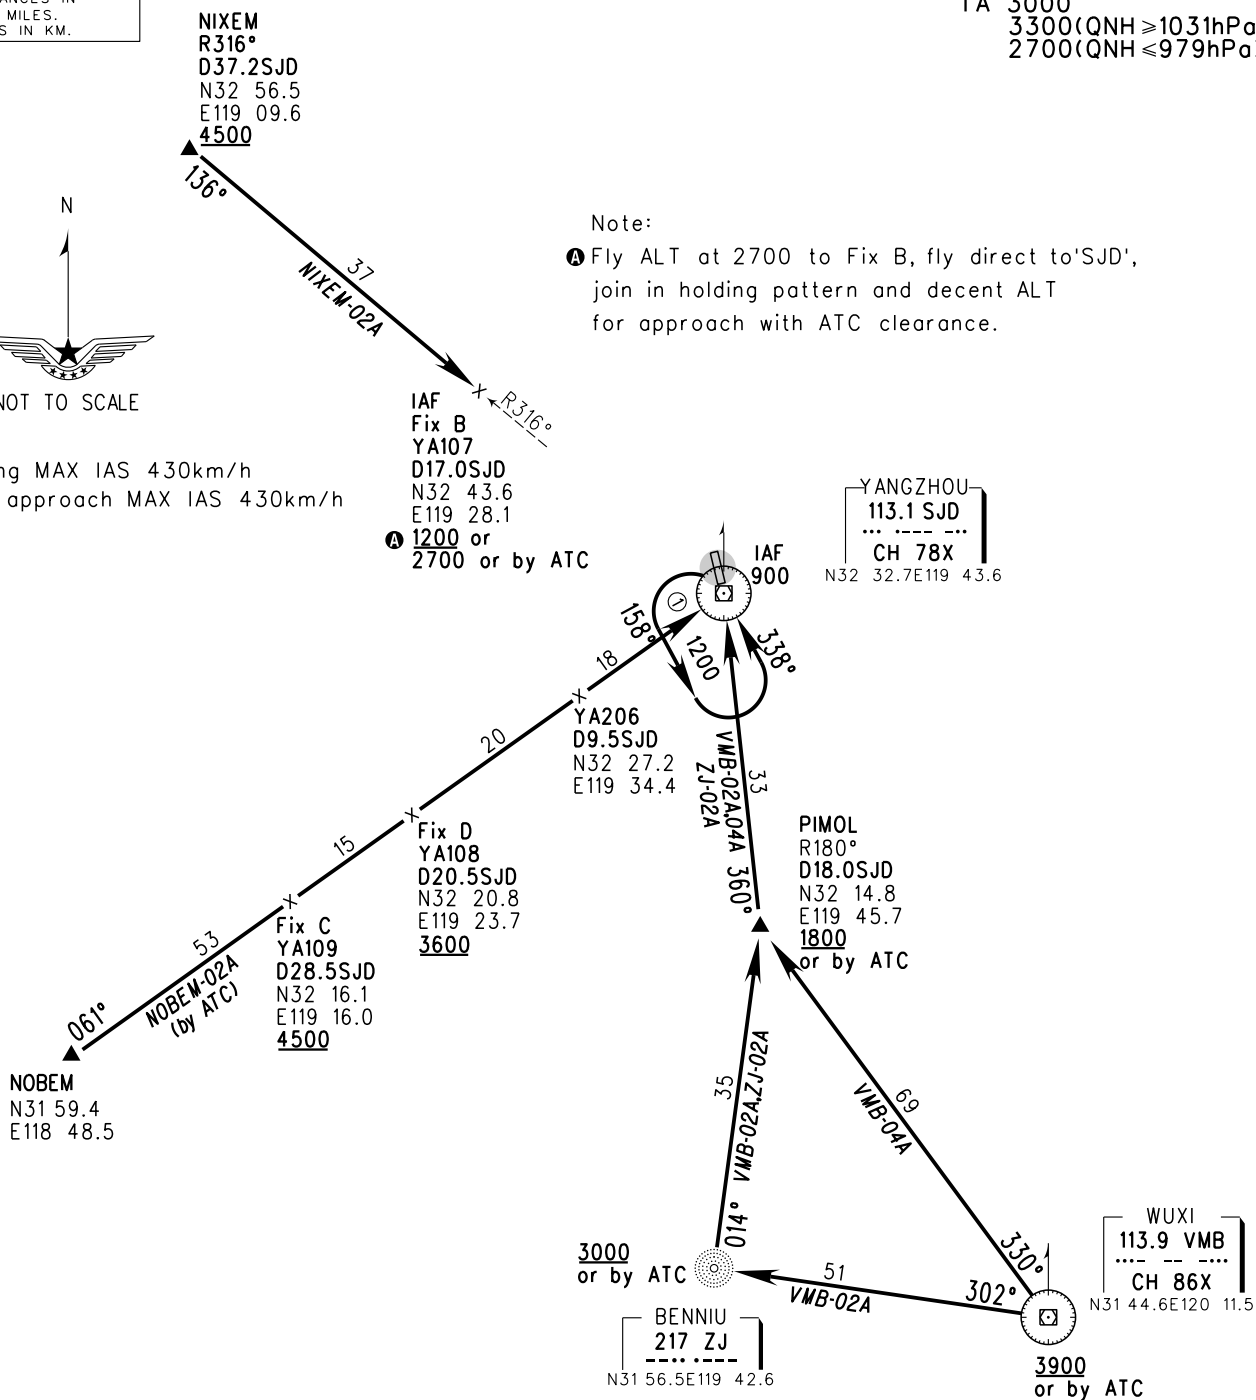 MILES.
S IN KM.
TA 3000
3300(QNH ≥1031hPa
2700(QNH ≤979hPa
NIXEM
R316°
D37.2SJD
N32 56.5
E119 09.6
4500
136°
37
NIXEM-02A
N
NOT TO SCALE
Note:
A Fly ALT at 2700 to Fix B, fly direct to'SJD',
join in holding pattern and decent ALT
for approach with ATC clearance.
R316°
IAF
Fix B
YA107
D17.0SJD
N32 43.6
E119 28.1
A 1200 or
2700 or by ATC
ng MAX IAS 430km/h
approach MAX IAS 430km/h
YANGZHOU
113.1 SJD
CH 78X
N32 32.7E119 43.6
IAF
900
1
158°
1200
338°
18
YA206
D9.5SJD
N32 27.2
E119 34.4
20
VMB-02A,04A
ZJ-02A
33
360°
Fix D
YA108
D20.5SJD
N32 20.8
E119 23.7
3600
15
PIMOL
R180°
D18.0SJD
N32 14.8
E119 45.7
1800
or by ATC
Fix C
YA109
D28.5SJD
N32 16.1
E119 16.0
4500
53
NOBEM-02A
(by ATC)
061°
NOBEM
N31 59.4
E118 48.5
35
VMB-02A,ZJ-02A
014°
69
VMB-04A
330°
3000
or by ATC
51
VMB-02A
302°
BENNIU
217 ZJ
N31 56.5E119 42.6
WUXI
113.9 VMB
CH 86X
N31 44.6E120 11.5
3900
or by ATC